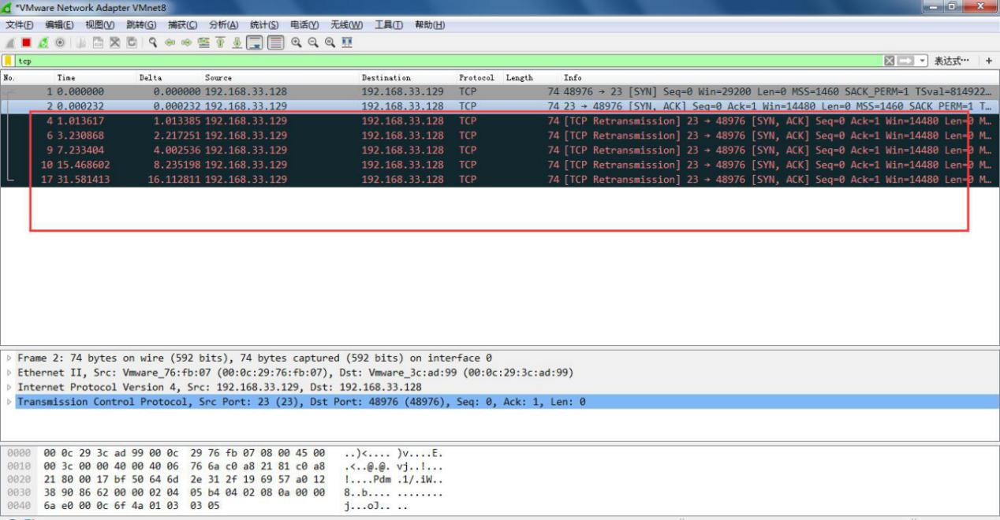 *VMware Network Adapter VMnet8
文件(F) 编辑(E) 视图(V) 跳转(G) 捕获(C) 分析(A) 统计(S) 电话(Y) 无线(W) 工具(T) 帮助(H)
tcp 表达式… +
No. Time Delta Source Destination Protocol Length Info
1 0.000000 0.000000 192.168.33.128 192.168.33.129 TCP 74 48976 → 23 [SYN] Seq=0 Win=29200 Len=0 MSS=1460 SACK_PERM=1 TSval=814922…
2 0.000232 0.000232 192.168.33.129 192.168.33.128 TCP 74 23 → 48976 [SYN, ACK] Seq=0 Ack=1 Win=14480 Len=0 MSS=1460 SACK_PERM=1 T…
4 1.013617 1.013385 192.168.33.129 192.168.33.128 TCP 74 [TCP Retransmission] 23 → 48976 [SYN, ACK] Seq=0 Ack=1 Win=14480 Len=0 M…
6 3.230868 2.217251 192.168.33.129 192.168.33.128 TCP 74 [TCP Retransmission] 23 → 48976 [SYN, ACK] Seq=0 Ack=1 Win=14480 Len=0 M…
9 7.233404 4.002536 192.168.33.129 192.168.33.128 TCP 74 [TCP Retransmission] 23 → 48976 [SYN, ACK] Seq=0 Ack=1 Win=14480 Len=0 M…
10 15.468602 8.235198 192.168.33.129 192.168.33.128 TCP 74 [TCP Retransmission] 23 → 48976 [SYN, ACK] Seq=0 Ack=1 Win=14480 Len=0 M…
17 31.581413 16.112811 192.168.33.129 192.168.33.128 TCP 74 [TCP Retransmission] 23 → 48976 [SYN, ACK] Seq=0 Ack=1 Win=14480 Len=0 M…
Frame 2: 74 bytes on wire (592 bits), 74 bytes captured (592 bits) on interface 0
Ethernet II, Src: Vmware_76:fb:07 (00:0c:29:76:fb:07), Dst: Vmware_3c:ad:99 (00:0c:29:3c:ad:99)
Internet Protocol Version 4, Src: 192.168.33.129, Dst: 192.168.33.128
Transmission Control Protocol, Src Port: 23 (23), Dst Port: 48976 (48976), Seq: 0, Ack: 1, Len: 0
0000 00 0c 29 3c ad 99 00 0c 29 76 fb 07 08 00 45 00 ..)<.... )v....E.
0010 00 3c 00 00 40 00 40 06 76 6a c0 a8 21 81 c0 a8 .<..@.@. vj..!...
0020 21 80 00 17 bf 50 64 6d 2e 31 2f 19 69 57 a0 12 !....Pdm .1/.iW..
0030 38 90 86 62 00 00 02 04 05 b4 04 02 08 0a 00 00 8..b.... ........
0040 6a e0 00 0c 6f 4a 01 03 03 05 j...oJ.. ..